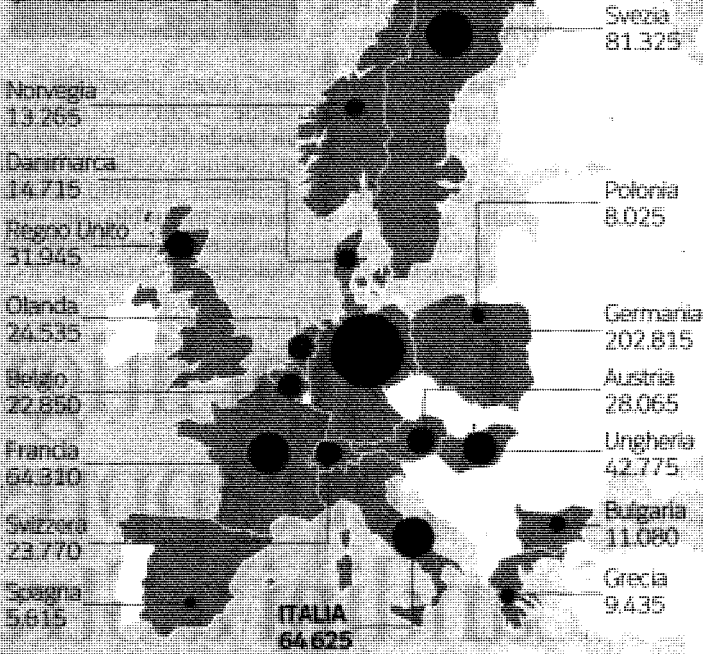 Svezia
81.325
Norvegia
13.265
Danimarca
14.715
Polonia
8.025
Regno Unito
31.945
Olanda
24.535
Germania
202.815
Belgio
22.850
Austria
28.065
Francia
64.310
Ungheria
42.775
Svizzera
23.770
Bulgaria
11.080
Spagna
5.615
Grecia
9.435
ITALIA
64.625